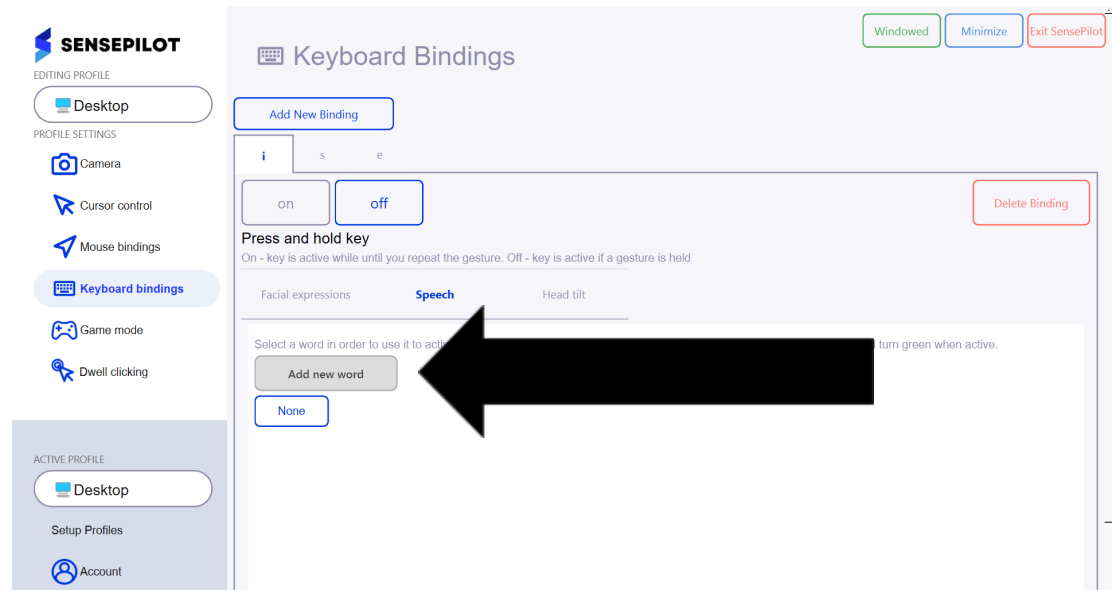 SENSEPILOT
EDITING PROFILE
Desktop
PROFILE SETTINGS
Camera
Cursor control
Mouse bindings
Keyboard bindings
Game mode
Dwell clicking
ACTIVE PROFILE
Desktop
Setup Profiles
Account
Windowed Minimize Exit SensePilot
Keyboard Bindings
Add New Binding
i s e
on off Delete Binding
Press and hold key
On - key is active while until you repeat the gesture. Off - key is active if a gesture is held
Facial expressions Speech Head tilt
Select a word in order to use it to turn green when active.
Add new word
None